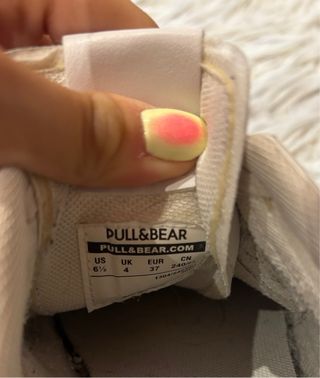 PULL&BEAR
PULL&BEAR.COM
US UK EUR CN
6½ 4 37